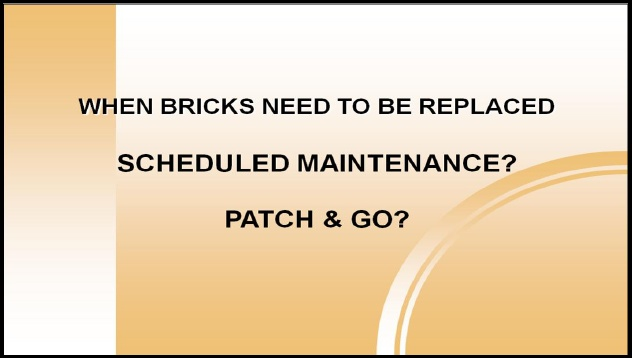 WHEN BRICKS NEED TO BE REPLACED
SCHEDULED MAINTENANCE?
PATCH & GO?